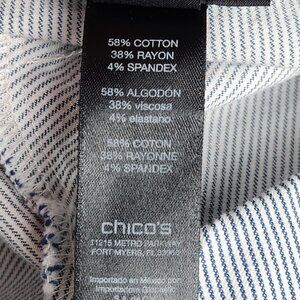 58% COTTON
38% RAYON
4% SPANDEX
58% ALGODÓN
38% viscosa
4% elastano
58% COTON
38% RAYONNE
4% SPANDEX
chico's
11215 METRO PARKWAY
FORT MYERS, FL
Importado en México por
Importadora